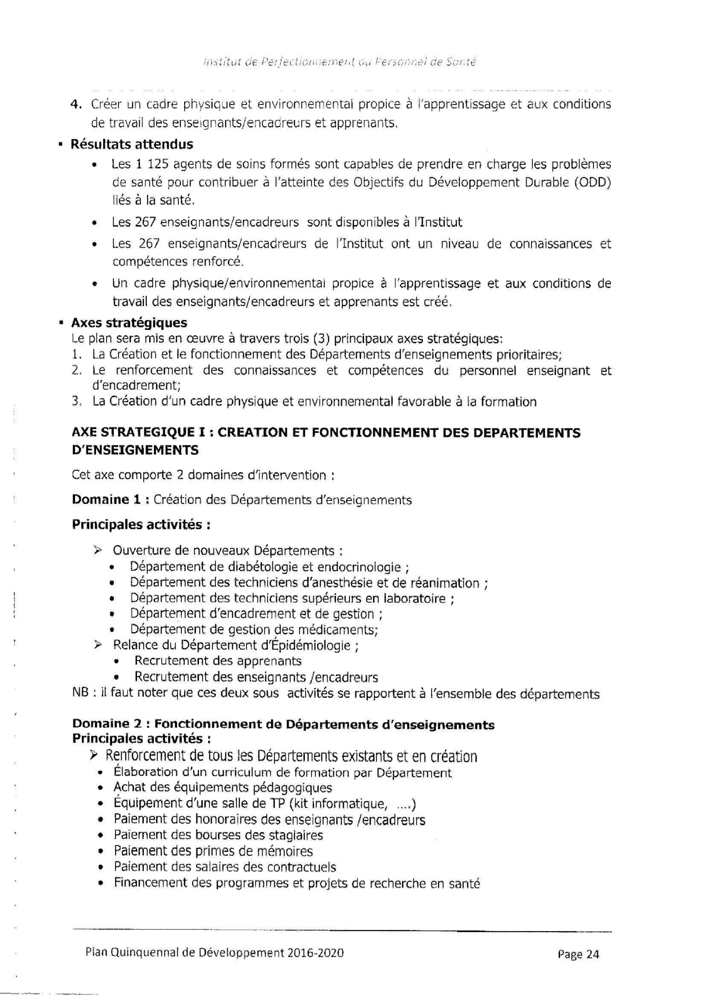 Institut de Perfectionnement du Personnel de Santé
4. Créer un cadre physique et environnemental propice à l'apprentissage et aux conditions
de travail des enseignants/encadreurs et apprenants.
▪ Résultats attendus
• Les 1 125 agents de soins formés sont capables de prendre en charge les problèmes
de santé pour contribuer à l'atteinte des Objectifs du Développement Durable (ODD)
liés à la santé.
• Les 267 enseignants/encadreurs sont disponibles à l'Institut
• Les 267 enseignants/encadreurs de l'Institut ont un niveau de connaissances et
compétences renforcé.
• Un cadre physique/environnemental propice à l'apprentissage et aux conditions de
travail des enseignants/encadreurs et apprenants est créé.
▪ Axes stratégiques
Le plan sera mis en œuvre à travers trois (3) principaux axes stratégiques:
1. La Création et le fonctionnement des Départements d'enseignements prioritaires;
2. Le renforcement des connaissances et compétences du personnel enseignant et
d'encadrement;
3. La Création d'un cadre physique et environnemental favorable à la formation
AXE STRATEGIQUE I : CREATION ET FONCTIONNEMENT DES DEPARTEMENTS
D'ENSEIGNEMENTS
Cet axe comporte 2 domaines d'intervention :
Domaine 1 : Création des Départements d'enseignements
Principales activités :
➢ Ouverture de nouveaux Départements :
• Département de diabétologie et endocrinologie ;
• Département des techniciens d'anesthésie et de réanimation ;
• Département des techniciens supérieurs en laboratoire ;
• Département d'encadrement et de gestion ;
• Département de gestion des médicaments;
➢ Relance du Département d'Épidémiologie ;
• Recrutement des apprenants
• Recrutement des enseignants /encadreurs
NB : il faut noter que ces deux sous activités se rapportent à l'ensemble des départements
Domaine 2 : Fonctionnement de Départements d'enseignements
Principales activités :
➢ Renforcement de tous les Départements existants et en création
• Élaboration d'un curriculum de formation par Département
• Achat des équipements pédagogiques
• Équipement d'une salle de TP (kit informatique, ....)
• Paiement des honoraires des enseignants /encadreurs
• Paiement des bourses des stagiaires
• Paiement des primes de mémoires
• Paiement des salaires des contractuels
• Financement des programmes et projets de recherche en santé
Plan Quinquennal de Développement 2016-2020
Page 24